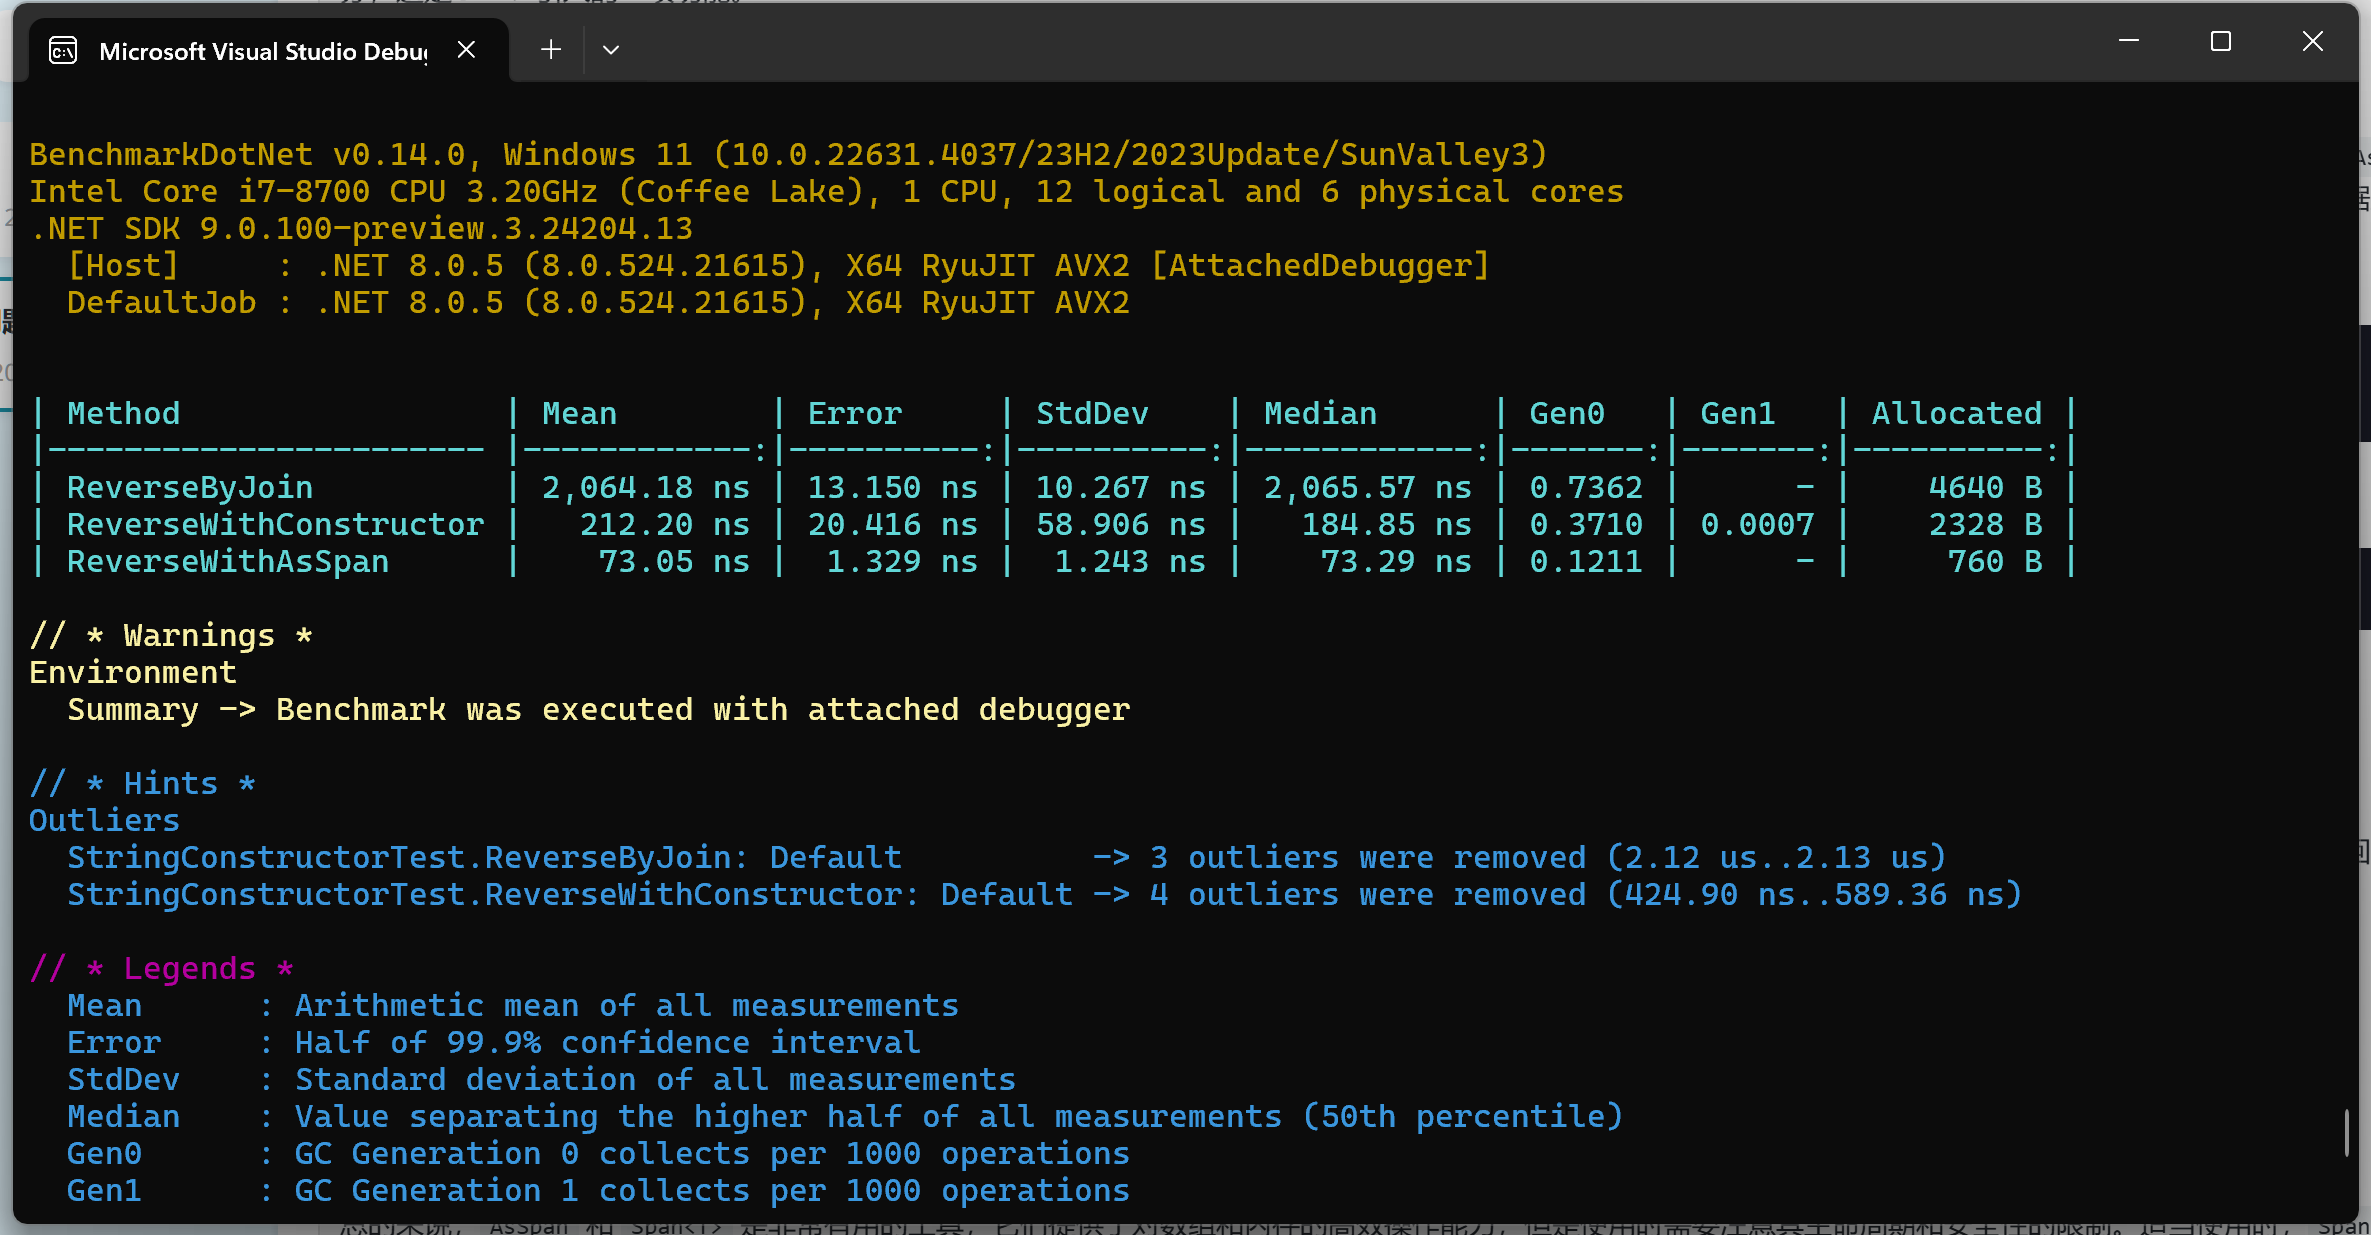 Microsoft Visual Studio Debu
BenchmarkDotNet v0.14.0, Windows 11 (10.0.22631.4037/23H2/2023Update/SunValley3)
Intel Core i7-8700 CPU 3.20GHz (Coffee Lake), 1 CPU, 12 logical and 6 physical cores
.NET SDK 9.0.100-preview.3.24204.13
  [Host]     : .NET 8.0.5 (8.0.524.21615), X64 RyuJIT AVX2 [AttachedDebugger]
  DefaultJob : .NET 8.0.5 (8.0.524.21615), X64 RyuJIT AVX2
| Method                 | Mean        | Error     | StdDev    | Median      | Gen0   | Gen1   | Allocated |
|----------------------- |------------:|----------:|----------:|------------:|-------:|-------:|----------:|
| ReverseByJoin          | 2,064.18 ns | 13.150 ns | 10.267 ns | 2,065.57 ns | 0.7362 |      - |    4640 B |
| ReverseWithConstructor |   212.20 ns | 20.416 ns | 58.906 ns |   184.85 ns | 0.3710 | 0.0007 |    2328 B |
| ReverseWithAsSpan      |    73.05 ns |  1.329 ns |  1.243 ns |    73.29 ns | 0.1211 |      - |     760 B |
// * Warnings *
Environment
  Summary -> Benchmark was executed with attached debugger
// * Hints *
Outliers
  StringConstructorTest.ReverseByJoin: Default          -> 3 outliers were removed (2.12 us..2.13 us)
  StringConstructorTest.ReverseWithConstructor: Default -> 4 outliers were removed (424.90 ns..589.36 ns)
// * Legends *
  Mean      : Arithmetic mean of all measurements
  Error     : Half of 99.9% confidence interval
  StdDev    : Standard deviation of all measurements
  Median    : Value separating the higher half of all measurements (50th percentile)
  Gen0      : GC Generation 0 collects per 1000 operations
  Gen1      : GC Generation 1 collects per 1000 operations